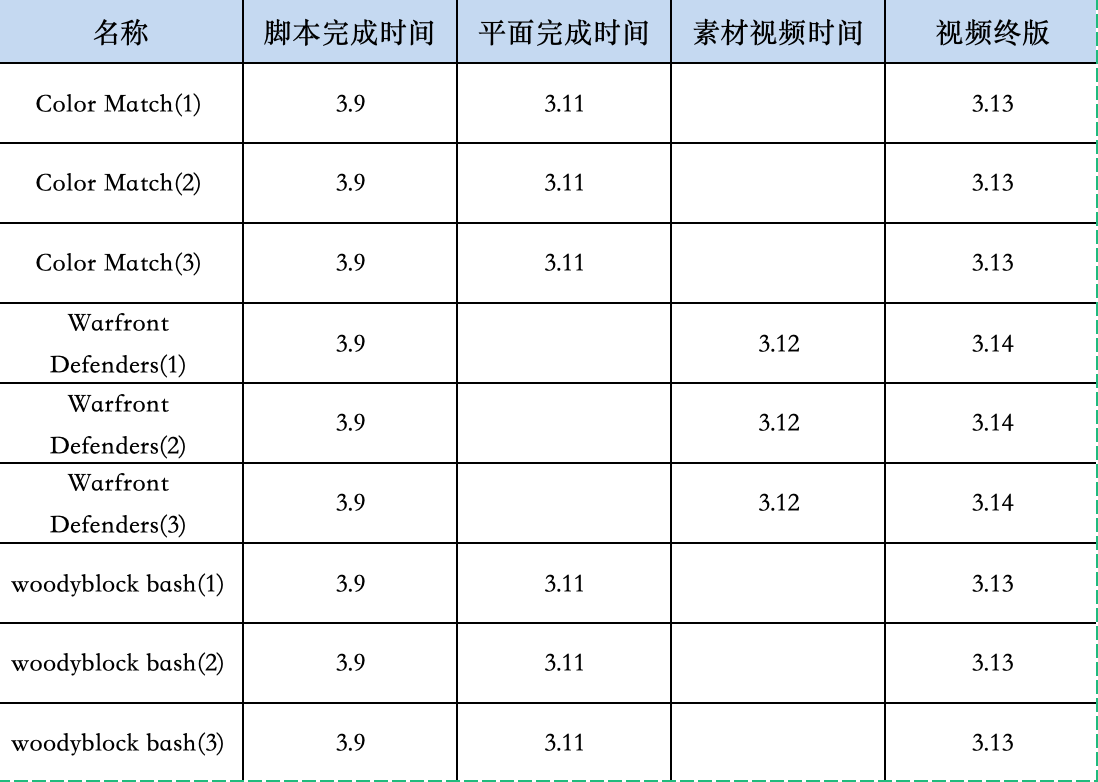 名称 脚本完成时间 平面完成时间 素材视频时间 视频终版
Color Match(1) 3.9 3.11 3.13
Color Match(2) 3.9 3.11 3.13
Color Match(3) 3.9 3.11 3.13
Warfront
Defenders(1) 3.9 3.12 3.14
Warfront
Defenders(2) 3.9 3.12 3.14
Warfront
Defenders(3) 3.9 3.12 3.14
woodyblock bash(1) 3.9 3.11 3.13
woodyblock bash(2) 3.9 3.11 3.13
woodyblock bash(3) 3.9 3.11 3.13